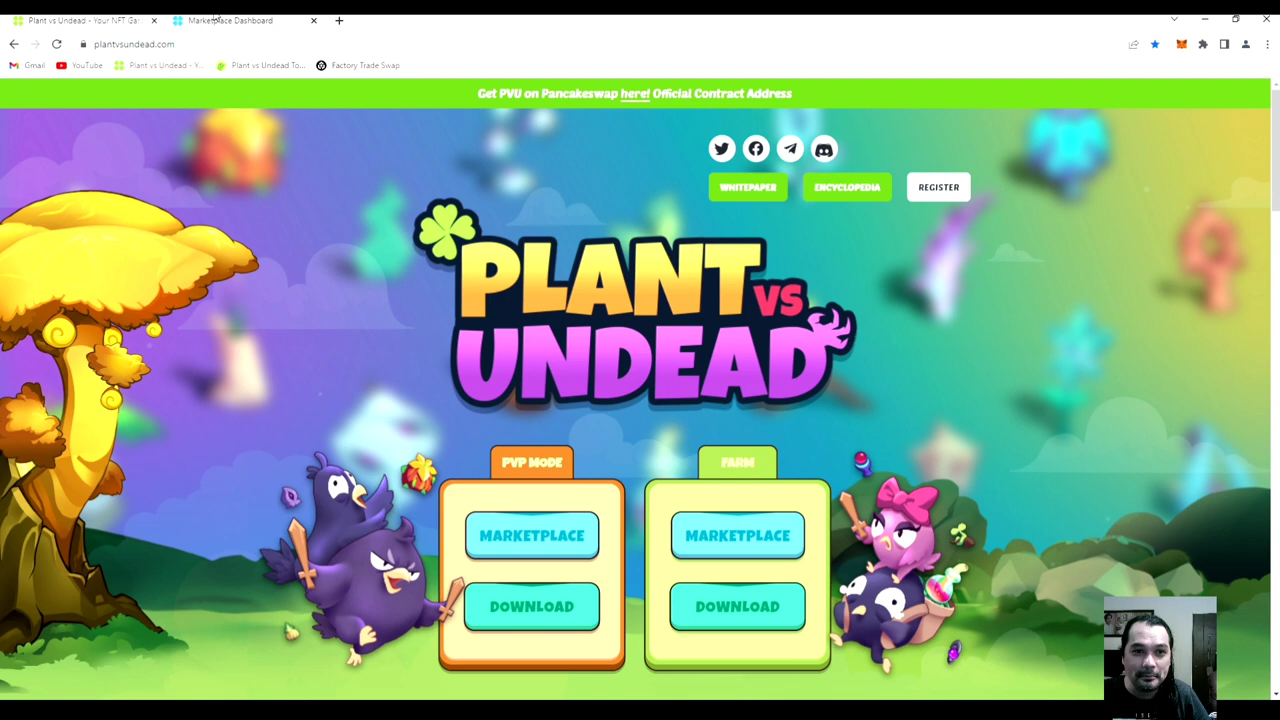 Plant vs Undead - Your NFT Ga
Marketplace Dashboard
plantvsundead.com
Gmail
YouTube
Plant vs Undead - Y...
Plant vs Undead To...
Factory Trade Swap
Get PVU on Pancakeswap here! Official Contract Address
WHITEPAPER
ENCYCLOPEDIA
REGISTER
PLANT
VS
UNDEAD
PVP MODE
FARM
MARKETPLACE
MARKETPLACE
DOWNLOAD
DOWNLOAD